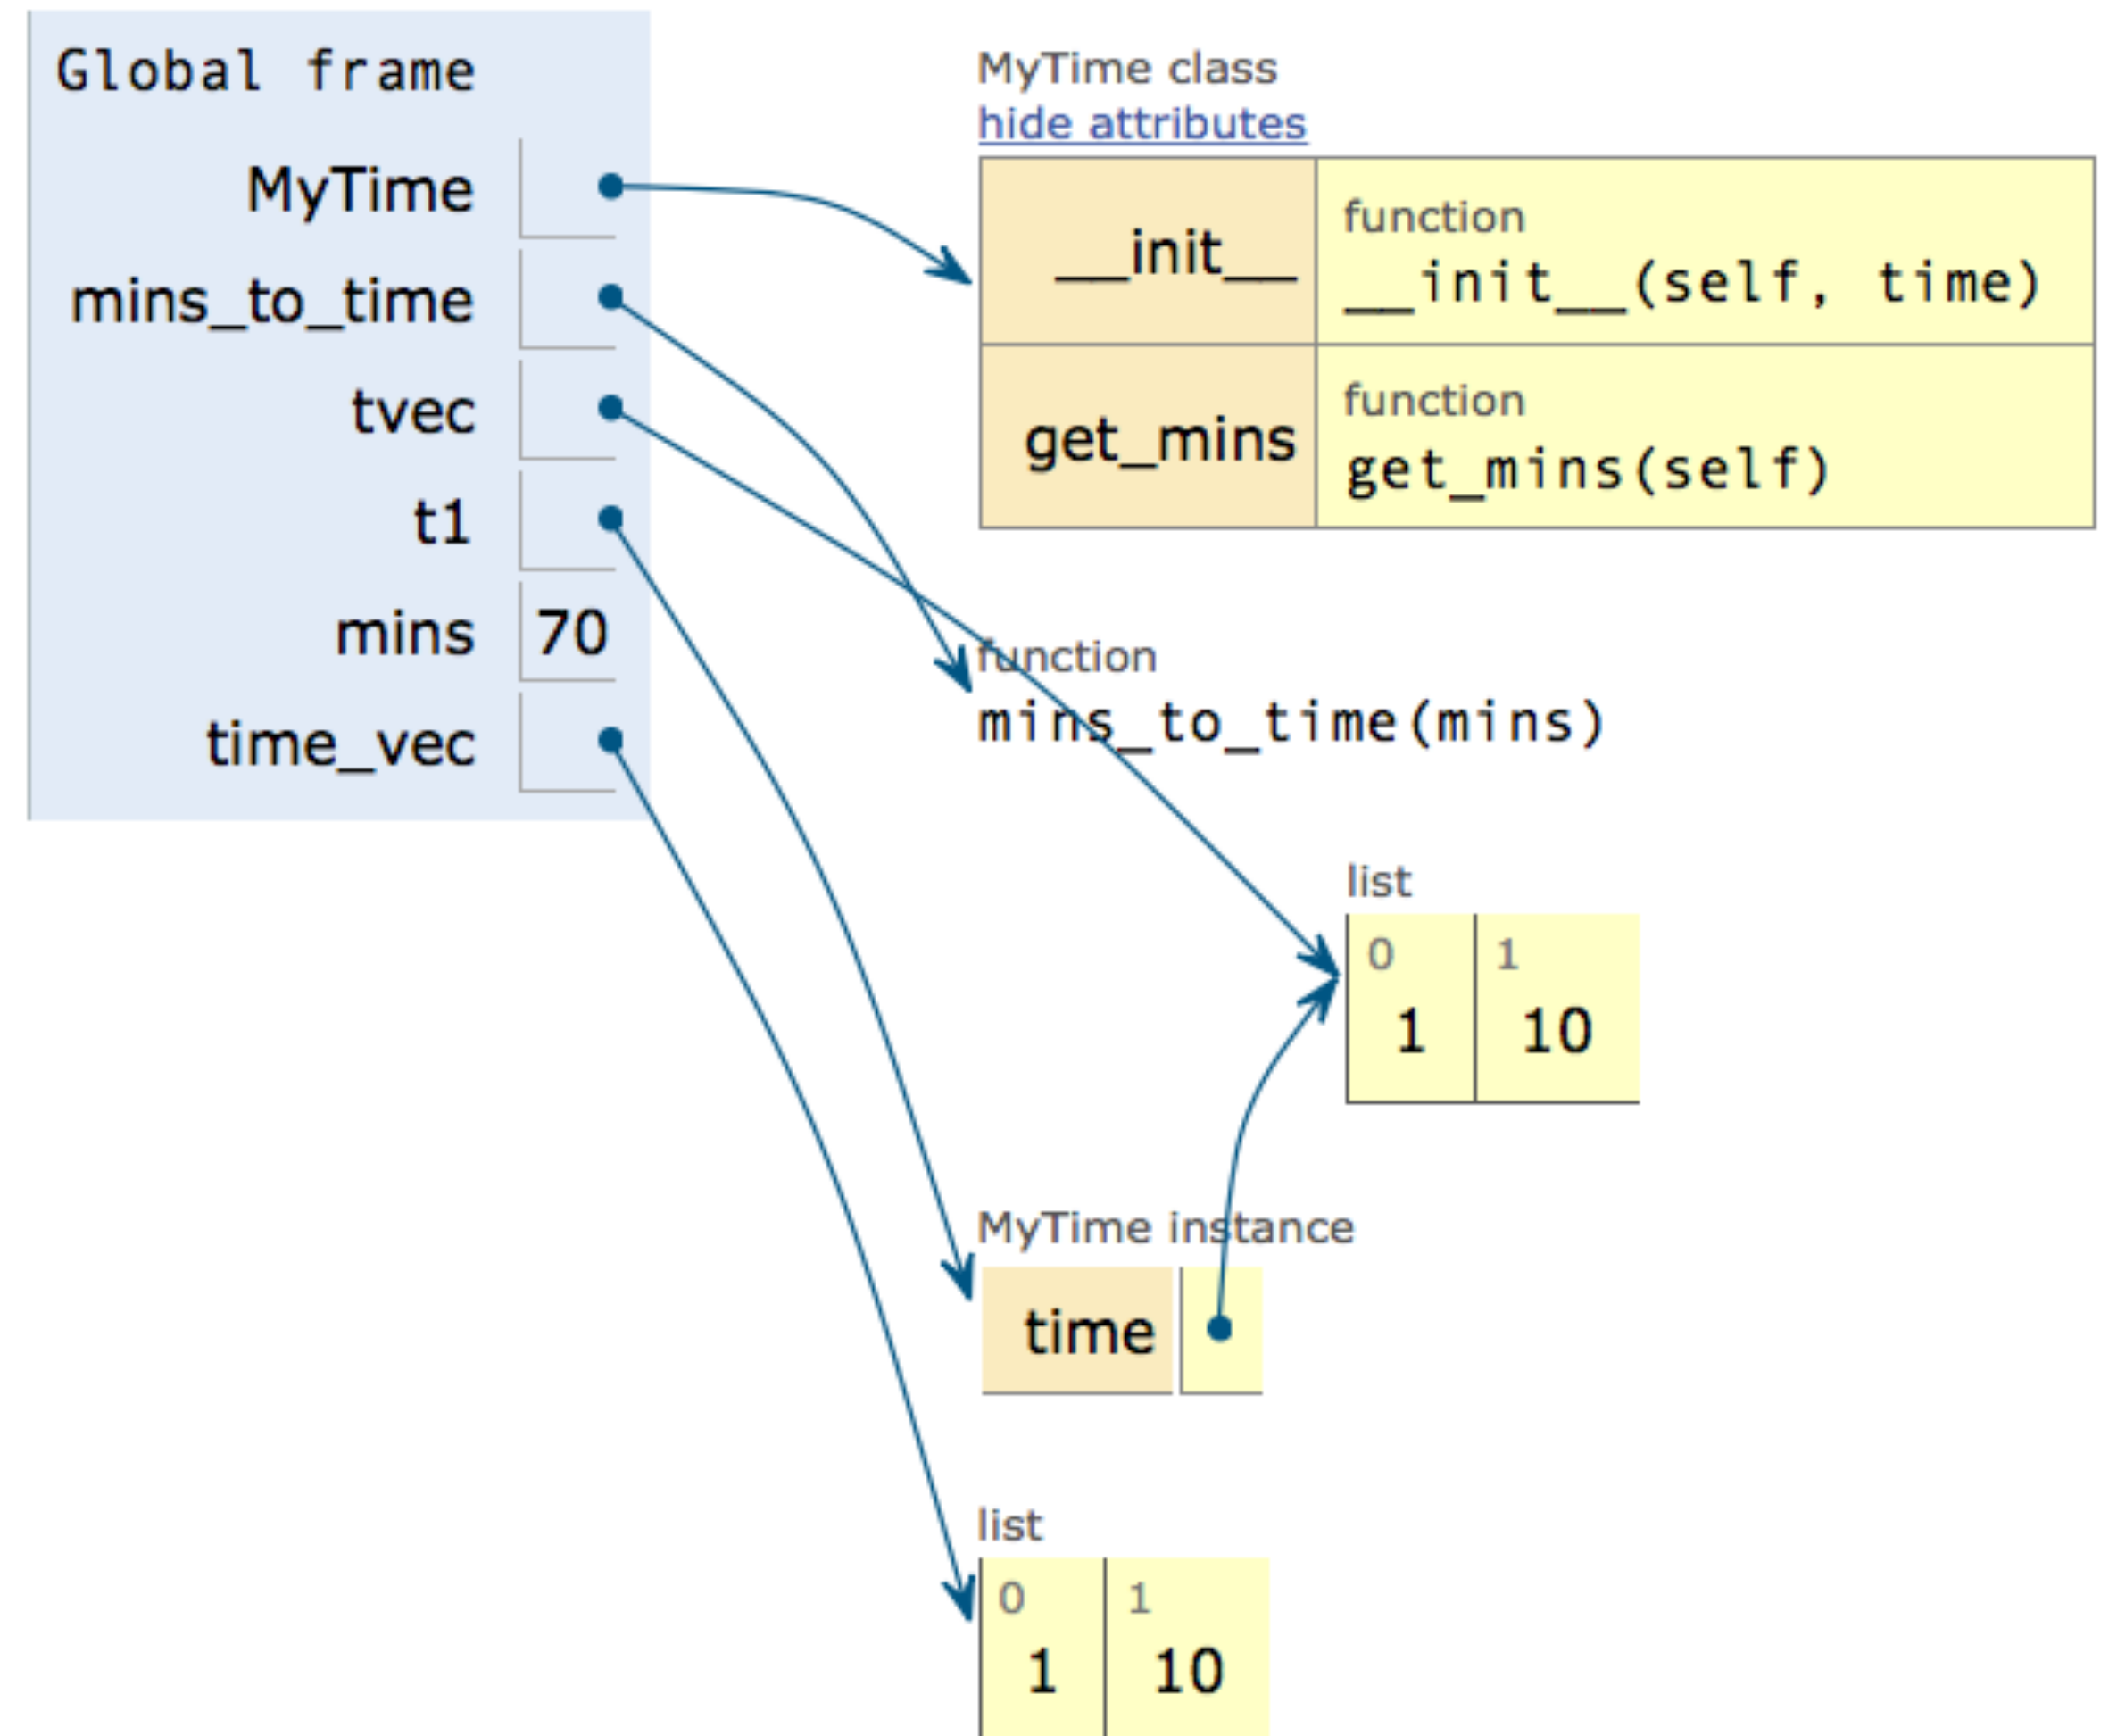 Global frame
MyTime
mins_to_time
tvec
t1
mins 70
time_vec
MyTime class
hide attributes
__init__
function
__init__(self, time)
get_mins
function
get_mins(self)
function
mins_to_time(mins)
list
0 1
1 10
MyTime instance
time
list
0 1
1 10